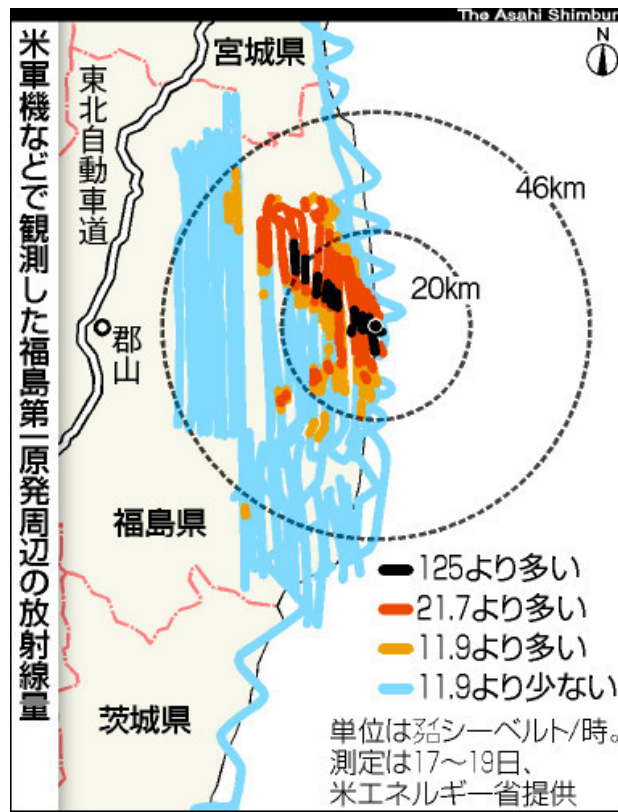 The Asahi Shimbun
米軍機などで観測した福島第一原発周辺の放射線量
宮城県
N
東北自動車道
46km
20km
郡山
福島県
125より多い
21.7より多い
11.9より多い
11.9より少ない
茨城県
単位はマイクロシーベルト/時。
測定は17〜19日、
米エネルギー省提供